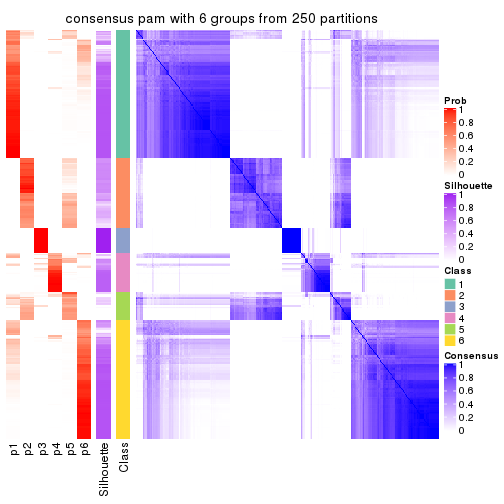 consensus pam with 6 groups from 250 partitions
Prob
1
0.8
0.6
0.4
0.2
0
Silhouette
1
0.8
0.6
0.4
0.2
0
Class
1
2
3
4
5
6
Consensus
1
0.8
0.6
0.4
0.2
0
p1
p2
p3
p4
p5
p6
Silhouette
Class